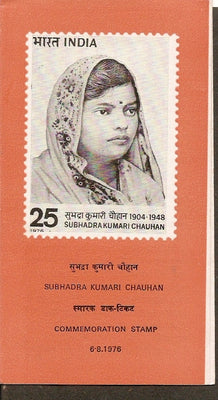 भारत INDIA
25 सुभद्रा कुमारी चौहान 1904-1948
SUBHADRA KUMARI CHAUHAN
1976
सुभद्रा कुमारी चौहान
SUBHADRA KUMARI CHAUHAN
स्मारक डाक-टिकट
COMMEMORATION STAMP
6-8-1976